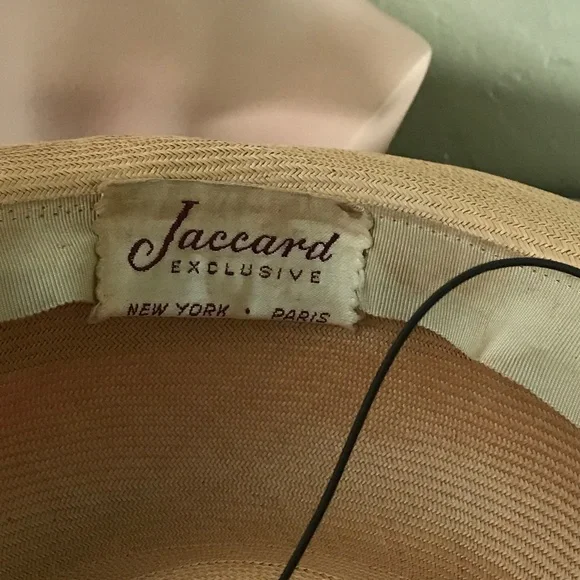 Jaccard
EXCLUSIVE
NEW YORK · PARIS